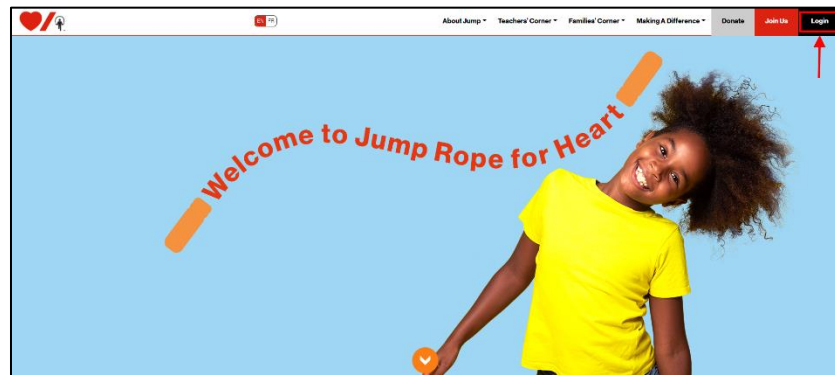 EN FR
About Jump Teachers' Corner Families' Corner Making A Difference Donate Join Us Login
Welcome to Jump Rope for Heart